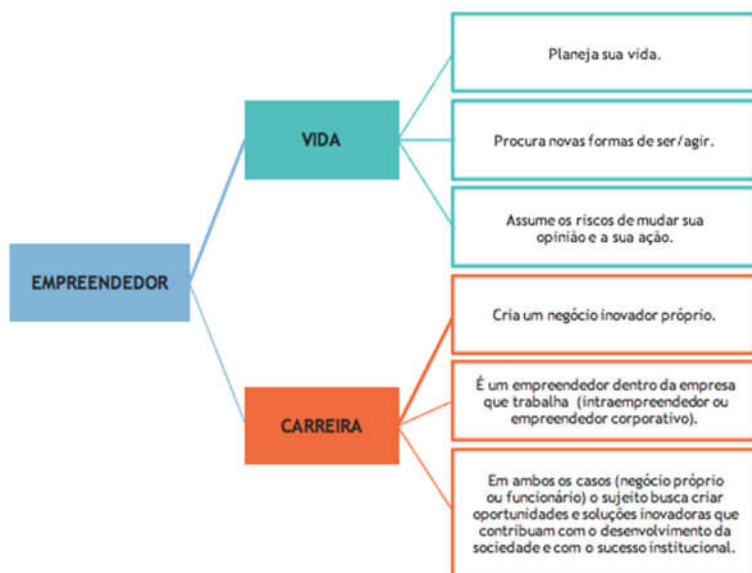 EMPREENDEDOR
VIDA
Planeja sua vida.
Procura novas formas de ser/agir.
Assume os riscos de mudar sua
opinião e a sua ação.
CARREIRA
Cria um negócio inovador próprio.
É um empreendedor dentro da empresa
que trabalha (intraempreendedor ou
empreendedor corporativo).
Em ambos os casos (negócio próprio
ou funcionário) o sujeito busca criar
oportunidades e soluções inovadoras que
contribuam com o desenvolvimento da
sociedade e com o sucesso institucional.